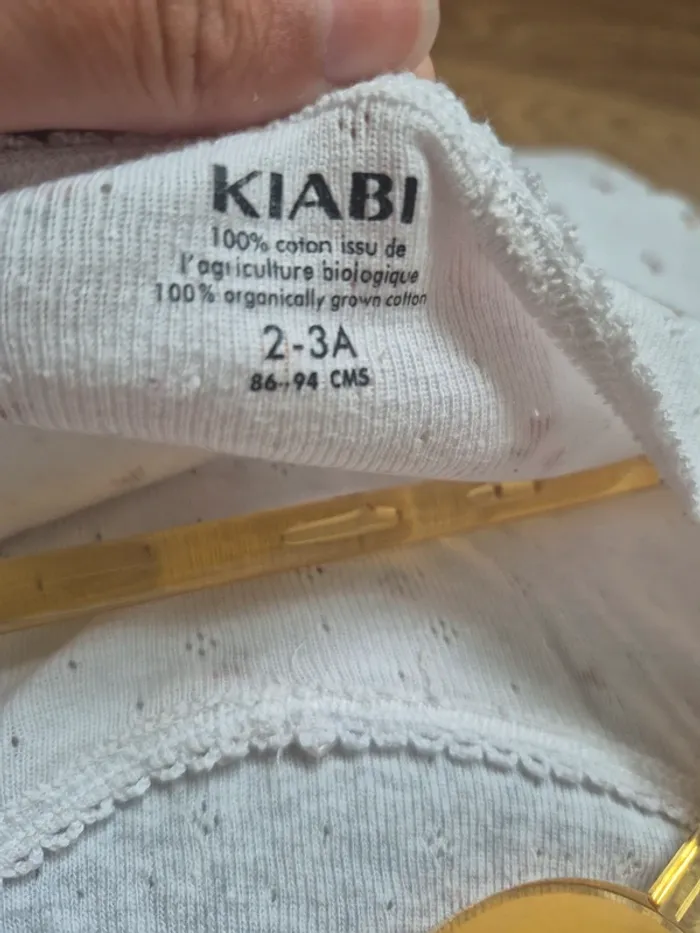 KIABI
100% coton issu de
l'agriculture biologique
100% organically grown cotton
2-3A
86-94 CMS